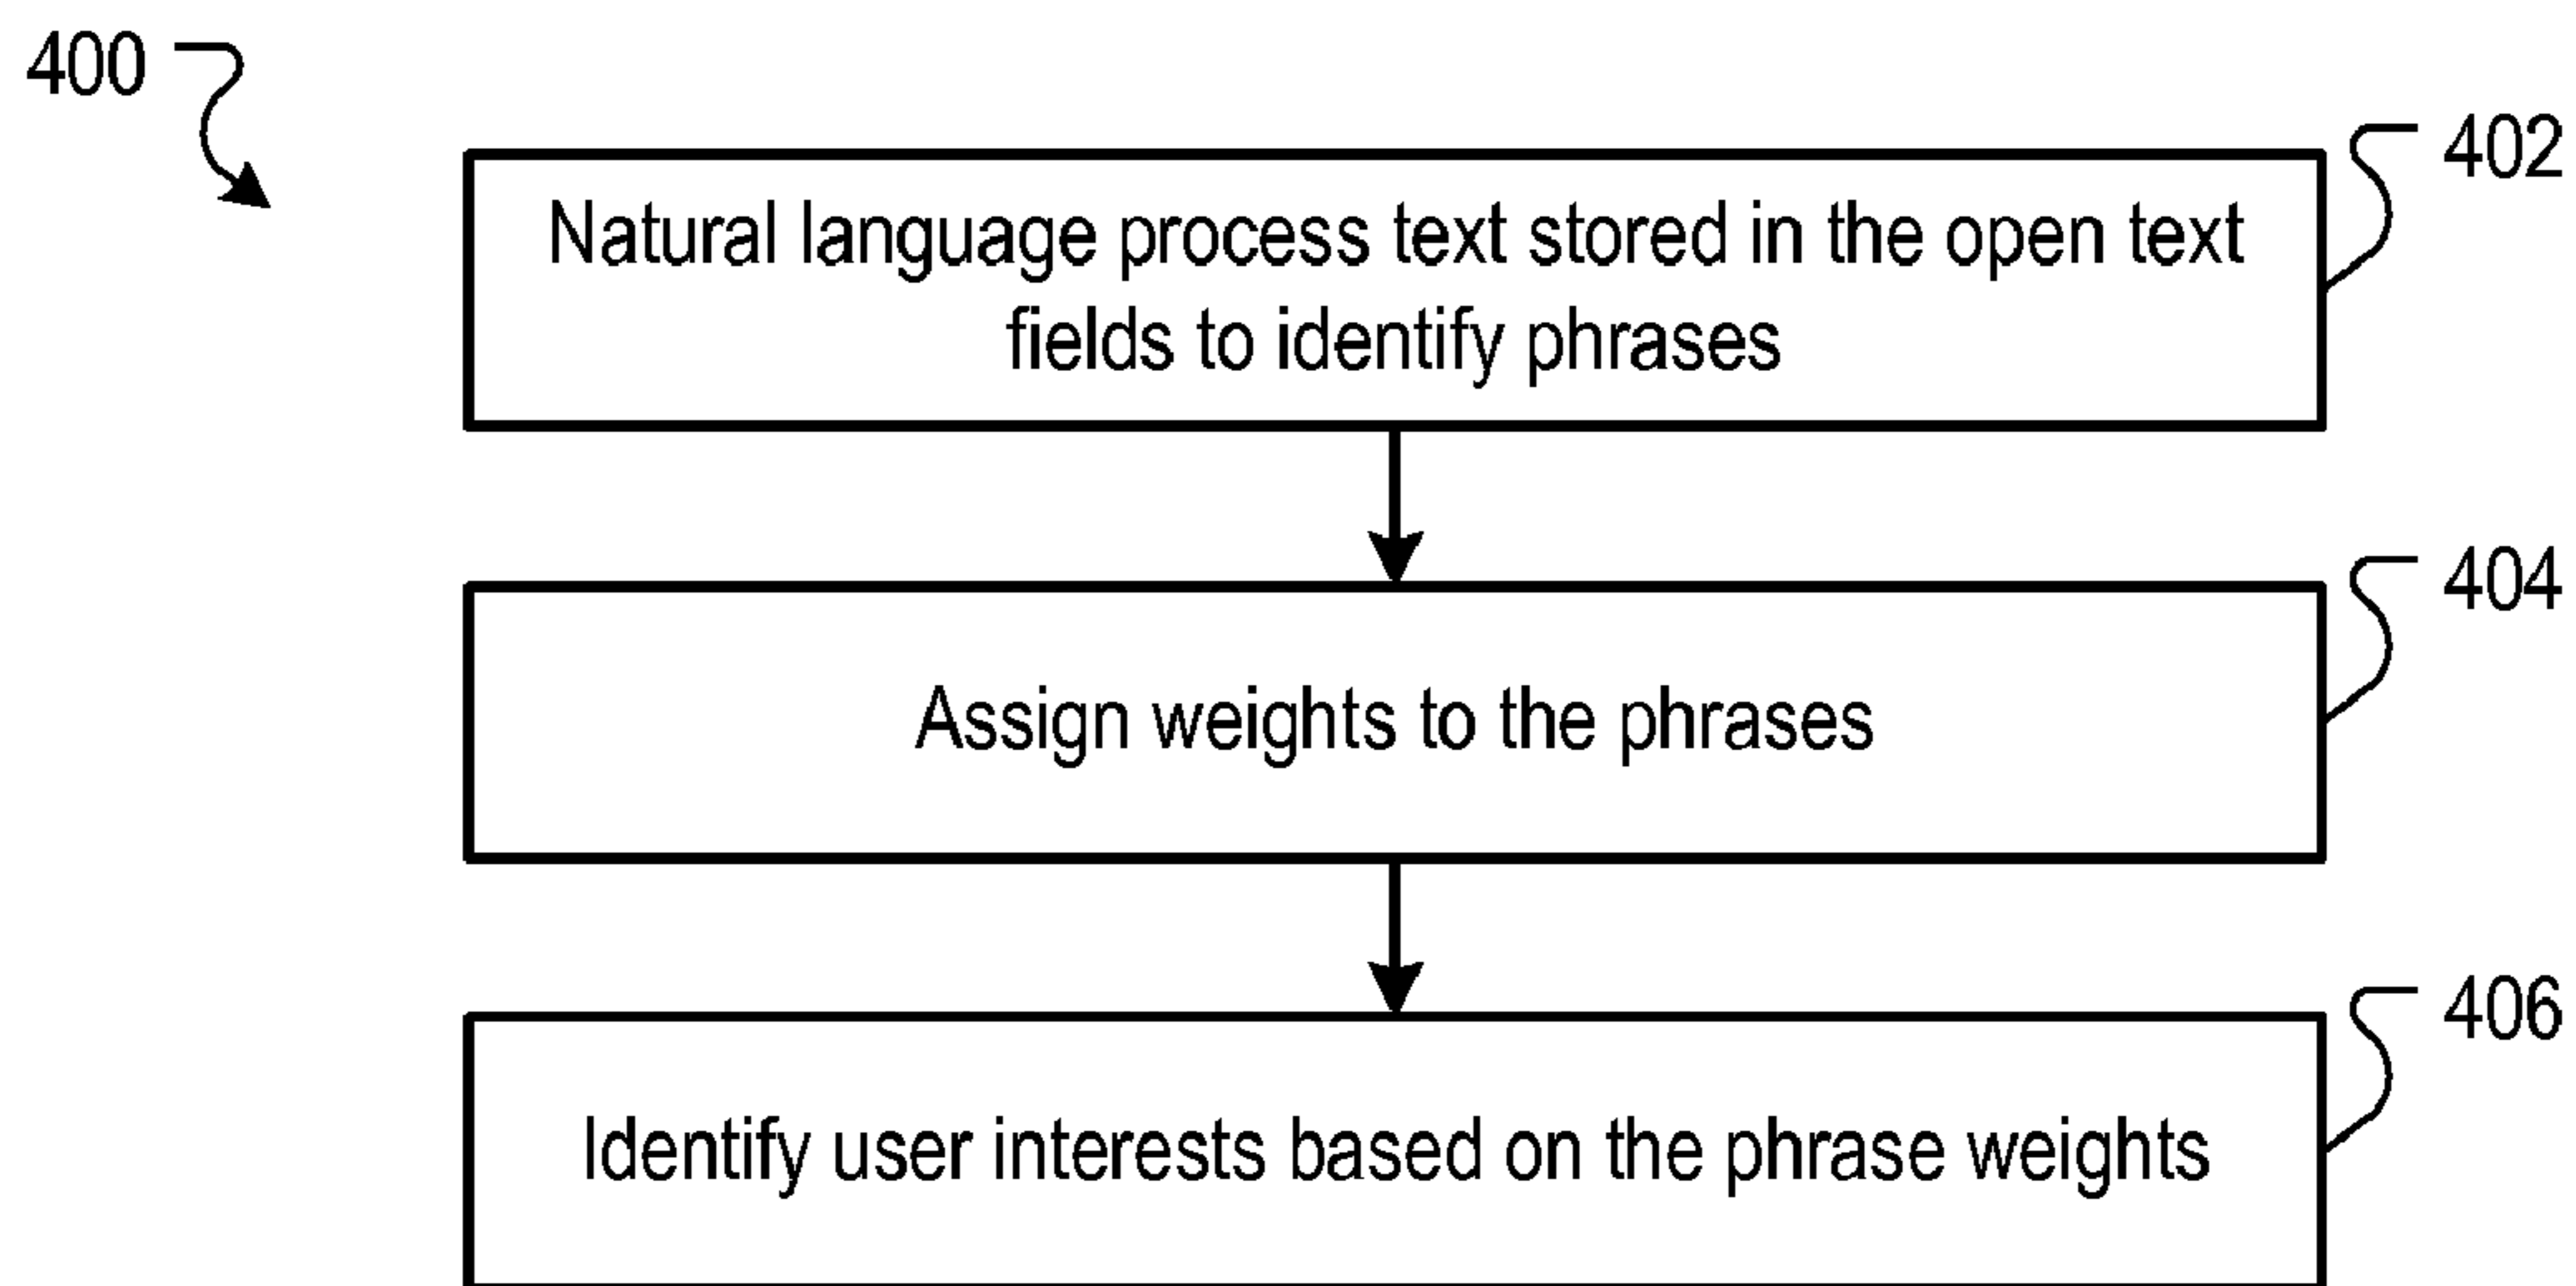 400
402
Natural language process text stored in the open text
fields to identify phrases
404
Assign weights to the phrases
406
Identify user interests based on the phrase weights